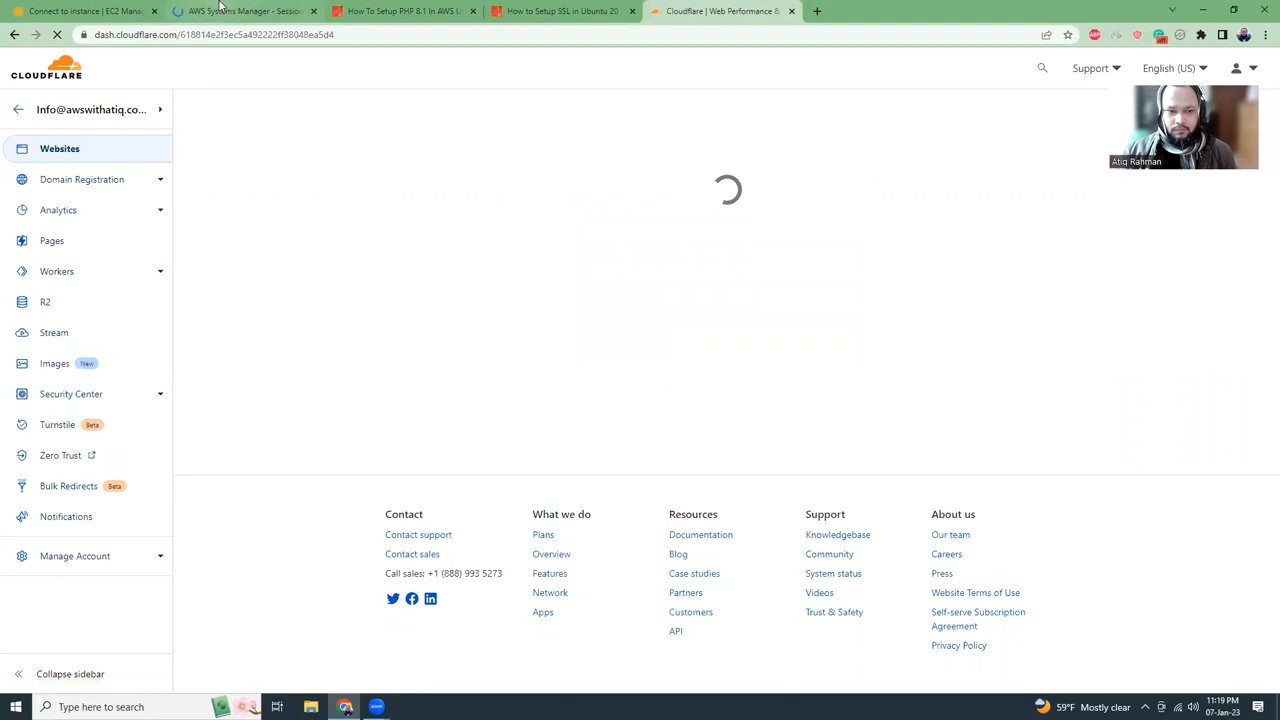 Connect to instance | EC2 Manag
AWS Systems Manager - Session
How To Setup PHP 8.1 In AWS U
How to Setup SSL in Ubuntu 20
Cloudflare | Web Performance &
dash.cloudflare.com/618814e2f3ec5a492222ff38048ea5d4
CLOUDFLARE
Support
English (US)
Info@awswithatiq.co...
Websites
Domain Registration
Analytics
Pages
Workers
R2
Stream
Images New
Security Center
Turnstile Beta
Zero Trust
Bulk Redirects Beta
Notifications
Manage Account
Collapse sidebar
Atiq Rahman
Contact
Contact support
Contact sales
Call sales: +1 (888) 993 5273
What we do
Plans
Overview
Features
Network
Apps
Resources
Documentation
Blog
Case studies
Partners
Customers
API
Support
Knowledgebase
Community
System status
Videos
Trust & Safety
About us
Our team
Careers
Press
Website Terms of Use
Self-serve Subscription
Agreement
Privacy Policy
Type here to search
zoom
59°F Mostly clear
11:19 PM
07-Jan-23